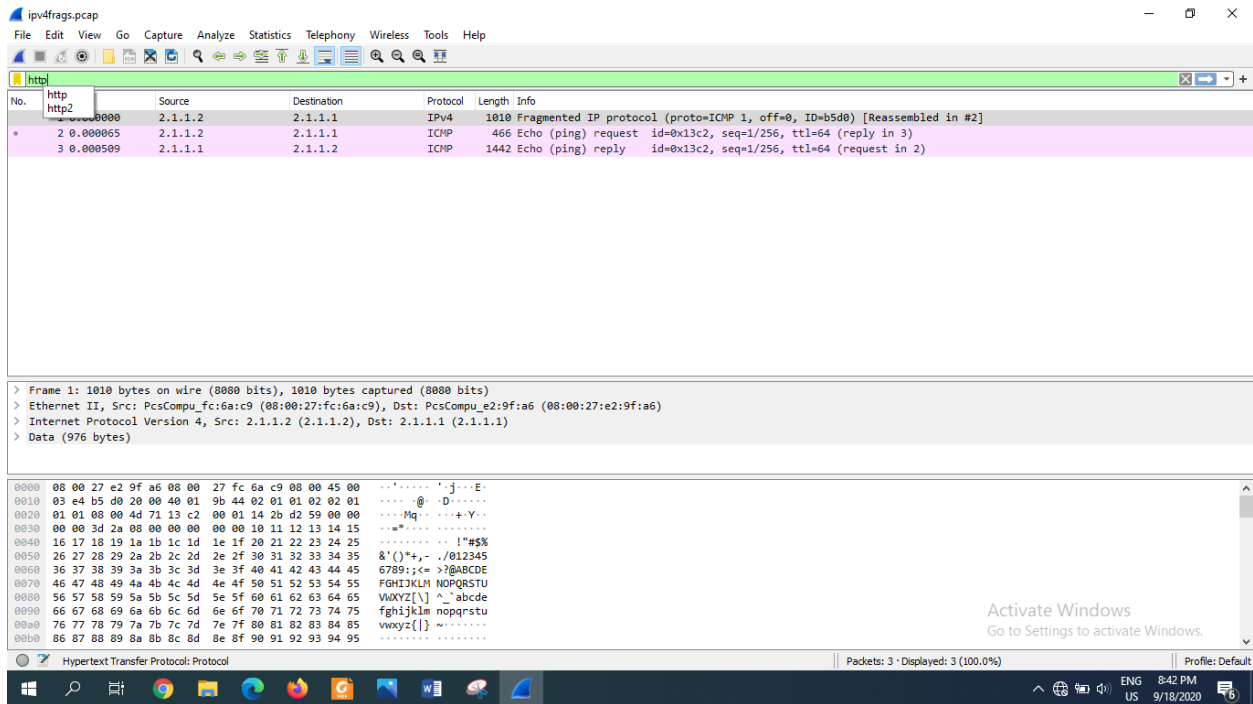 ipv4frags.pcap
File Edit View Go Capture Analyze Statistics Telephony Wireless Tools Help
http
http
http2
No. Source Destination Protocol Length Info
1 0.000000 2.1.1.2 2.1.1.1 IPv4 1010 Fragmented IP protocol (proto=ICMP 1, off=0, ID=b5d0) [Reassembled in #2]
2 0.000065 2.1.1.2 2.1.1.1 ICMP 466 Echo (ping) request id=0x13c2, seq=1/256, ttl=64 (reply in 3)
3 0.000509 2.1.1.1 2.1.1.2 ICMP 1442 Echo (ping) reply id=0x13c2, seq=1/256, ttl=64 (request in 2)
> Frame 1: 1010 bytes on wire (8080 bits), 1010 bytes captured (8080 bits)
> Ethernet II, Src: PcsCompu_fc:6a:c9 (08:00:27:fc:6a:c9), Dst: PcsCompu_e2:9f:a6 (08:00:27:e2:9f:a6)
> Internet Protocol Version 4, Src: 2.1.1.2 (2.1.1.2), Dst: 2.1.1.1 (2.1.1.1)
> Data (976 bytes)
0000 08 00 27 e2 9f a6 08 00 27 fc 6a c9 08 00 45 00 ··'····· '·j···E·
0010 03 e4 b5 d0 20 00 40 01 9b 44 02 01 01 02 02 01 ···· ·@· ·D······
0020 01 01 08 00 4d 71 13 c2 00 01 14 2b d2 59 00 00 ····Mq·· ···+·Y··
0030 00 00 3d 2a 08 00 00 00 00 00 10 11 12 13 14 15 ··=*···· ········
0040 16 17 18 19 1a 1b 1c 1d 1e 1f 20 21 22 23 24 25 ········ ·· !"#$%
0050 26 27 28 29 2a 2b 2c 2d 2e 2f 30 31 32 33 34 35 &'()*+,- ./012345
0060 36 37 38 39 3a 3b 3c 3d 3e 3f 40 41 42 43 44 45 6789:;<= >?@ABCDE
0070 46 47 48 49 4a 4b 4c 4d 4e 4f 50 51 52 53 54 55 FGHIJKLM NOPQRSTU
0080 56 57 58 59 5a 5b 5c 5d 5e 5f 60 61 62 63 64 65 VWXYZ[\] ^_`abcde
0090 66 67 68 69 6a 6b 6c 6d 6e 6f 70 71 72 73 74 75 fghijklm nopqrstu
00a0 76 77 78 79 7a 7b 7c 7d 7e 7f 80 81 82 83 84 85 vwxyz{|} ~·······
00b0 86 87 88 89 8a 8b 8c 8d 8e 8f 90 91 92 93 94 95 ········ ········
Activate Windows
Go to Settings to activate Windows.
Hypertext Transfer Protocol: Protocol Packets: 3 · Displayed: 3 (100.0%) Profile: Default
ENG 8:42 PM
US 9/18/2020 6